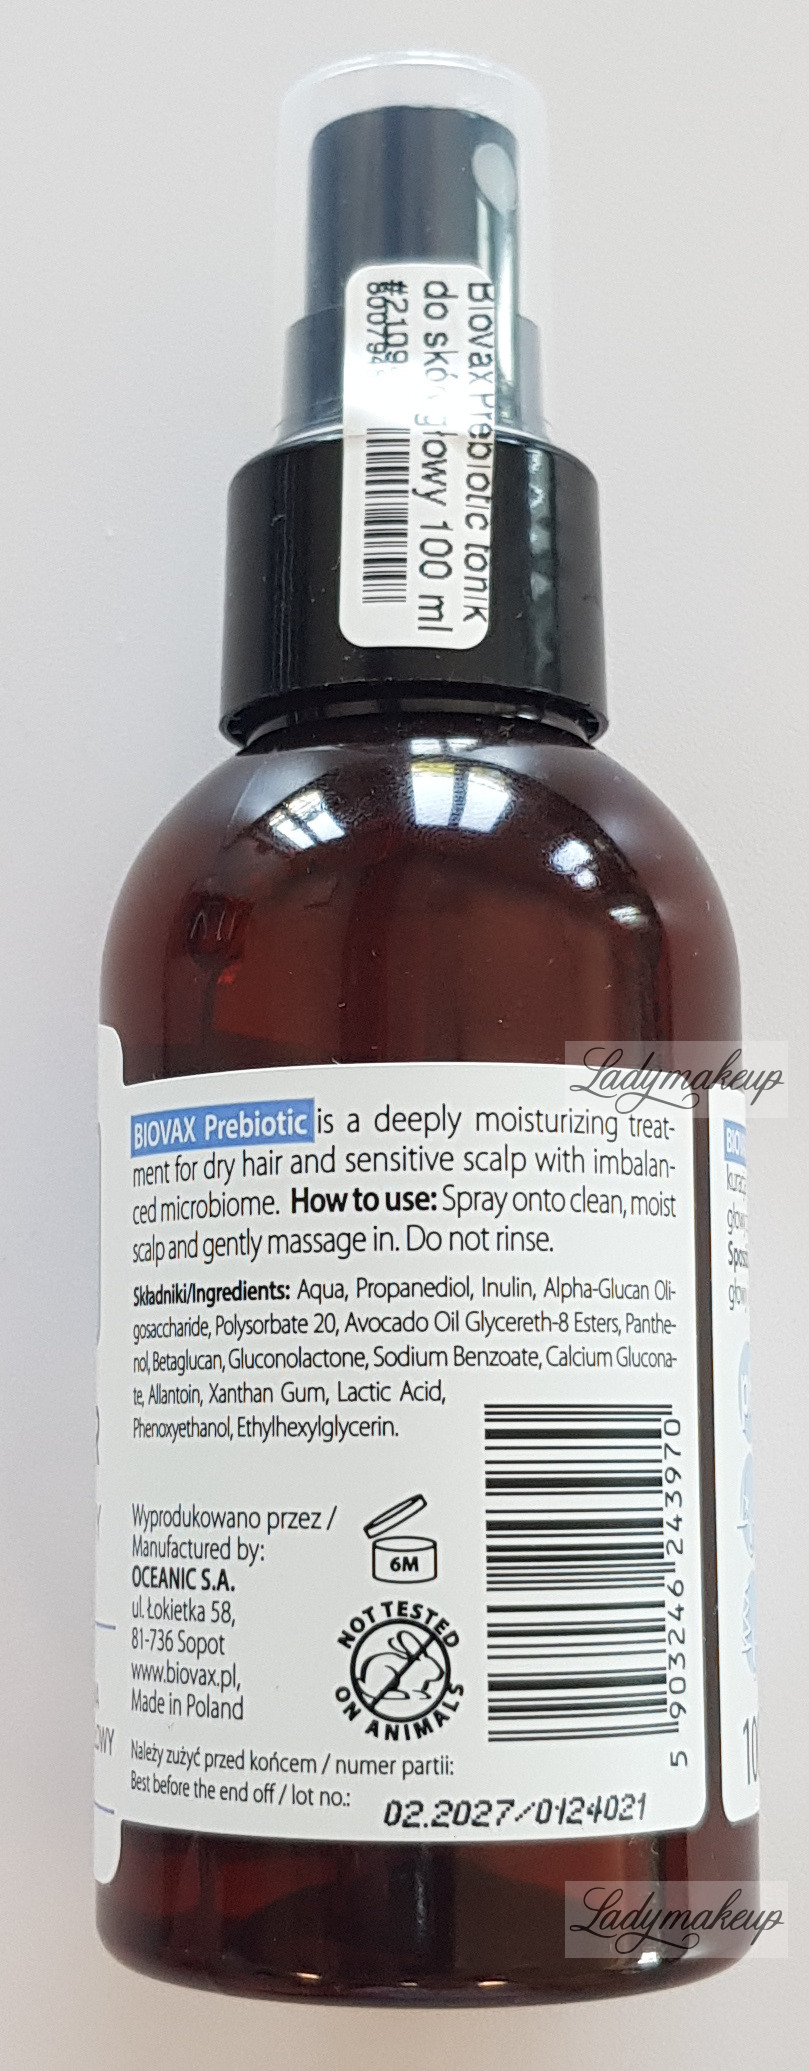 Biovax Prebiotic tonik
do skóry głowy 100 ml
#2109
800794
Ladymakeup
BIOVAX Prebiotic is a deeply moisturizing treat-
ment for dry hair and sensitive scalp with imbalan-
ced microbiome. How to use: Spray onto clean, moist
scalp and gently massage in. Do not rinse.
Składniki/Ingredients: Aqua, Propanediol, Inulin, Alpha-Glucan Oli-
gosaccharide, Polysorbate 20, Avocado Oil Glycereth-8 Esters, Panthe-
nol, Betaglucan, Gluconolactone, Sodium Benzoate, Calcium Glucona-
te, Allantoin, Xanthan Gum, Lactic Acid,
Phenoxyethanol, Ethylhexylglycerin.
Wyprodukowano przez /
Manufactured by:
OCEANIC S.A.
ul. Łokietka 58,
81-736 Sopot
www.biovax.pl,
Made in Poland
6M
NOT TESTED
ON ANIMALS
5 903246 243970
Należy zużyć przed końcem / numer partii:
Best before the end off / lot no.:
02.2027/0124021
Ladymakeup